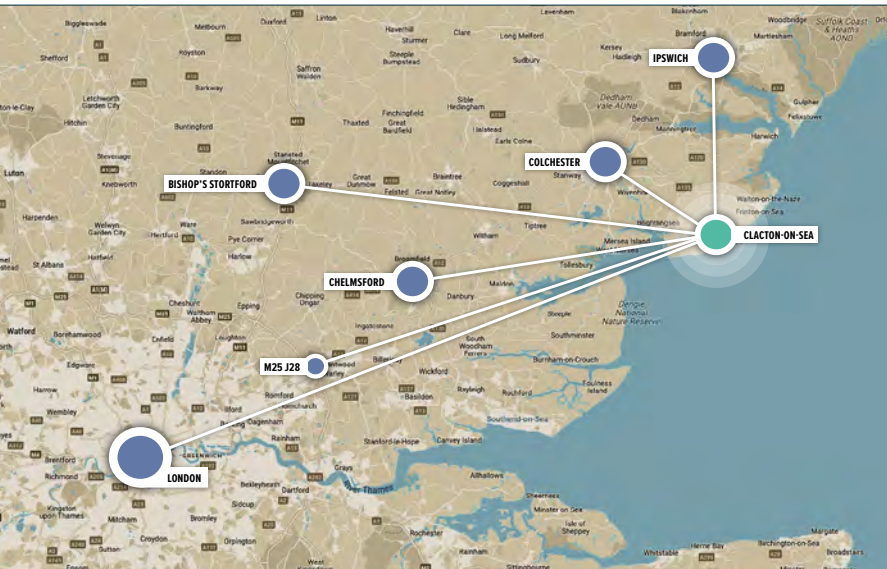 Biggleswade
Melbourn
Duxford
Linton
Lavenham
Blakenham
Woodbridge
Suffolk Coast
& Heaths
AONB
Shefford
Royston
Haverhill
Clare
Long Melford
Kersey
Hadleigh
Bramford
Martlesham
IPSWICH
Sturmer
Steeple
Bumpstead
Sudbury
Saffron
Walden
Barkway
Letchworth
Garden City
Hitchin
Buntingford
Thaxted
Finchingfield
Great
Bardfield
Sible
Hedingham
Halstead
Dedham
Vale AONB
Dedham
Manningtree
Gulpher
Felixstowe
Harwich
Earls Colne
Stevenage
Luton
Knebworth
Standon
Stansted
COLCHESTER
BISHOP'S STORTFORD
Great
Dunmow
Felsted
Great Notley
Braintree
Coggeshall
Stanway
Walton-on-the-Naze
Frinton-on-Sea
CLACTON-ON-SEA
Harpenden
Welwyn
Garden City
Ware
Hertford
Sawbridgeworth
Pye Corner
Harlow
Witham
Tiptree
Mersea Island
Tollesbury
St Albans
Hatfield
Broomfield
CHELMSFORD
Maldon
Danbury
Dengie
National
Nature Reserve
Cheshunt
Waltham
Abbey
Epping
Chipping
Ongar
Ingatestone
Steeple
Southminster
Watford
Borehamwood
Enfield
Loughton
South
Woodham
Ferrers
Burnham-on-Crouch
M25 J28
Wickford
Edgware
Harrow
Romford
Basildon
Rayleigh
Rochford
Foulness
Island
Wembley
Ilford
Dagenham
Rainham
Stanford-le-Hope
Canvey Island
Southend-on-Sea
Brentford
Richmond
GREENWICH
LONDON
Grays
River Thames
Bexleyheath
Dartford
Allhallows
Kingston
upon Thames
Mitcham
Bromley
Sidcup
Sheerness
Minster on Sea
Isle of
Sheppey
Croydon
Sutton
Orpington
Rochester
Rainham
Whitstable
Herne Bay
Margate
Birchington-on-Sea
Broadstairs
Epsom
West
Sittingbourne